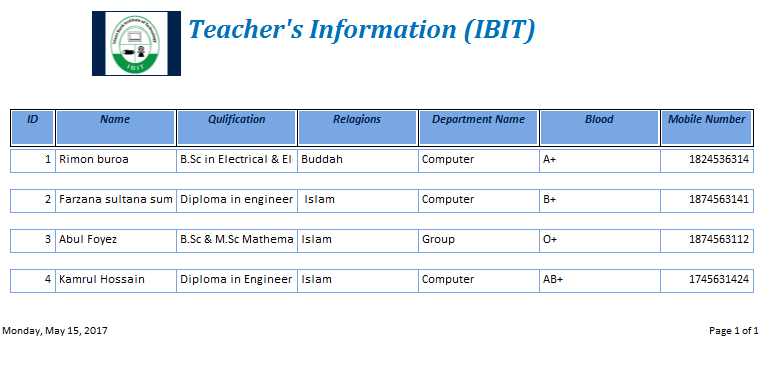 Teacher's Information (IBIT)
IBIT
ID Name Qulification Relagions Department Name Blood Mobile Number
1 Rimon buroa B.Sc in Electrical & El Buddah Computer A+ 1824536314
2 Farzana sultana sum Diploma in engineer Islam Computer B+ 1874563141
3 Abul Foyez B.Sc & M.Sc Mathema Islam Group O+ 1874563112
4 Kamrul Hossain Diploma in Engineer Islam Computer AB+ 1745631424
Monday, May 15, 2017 Page 1 of 1